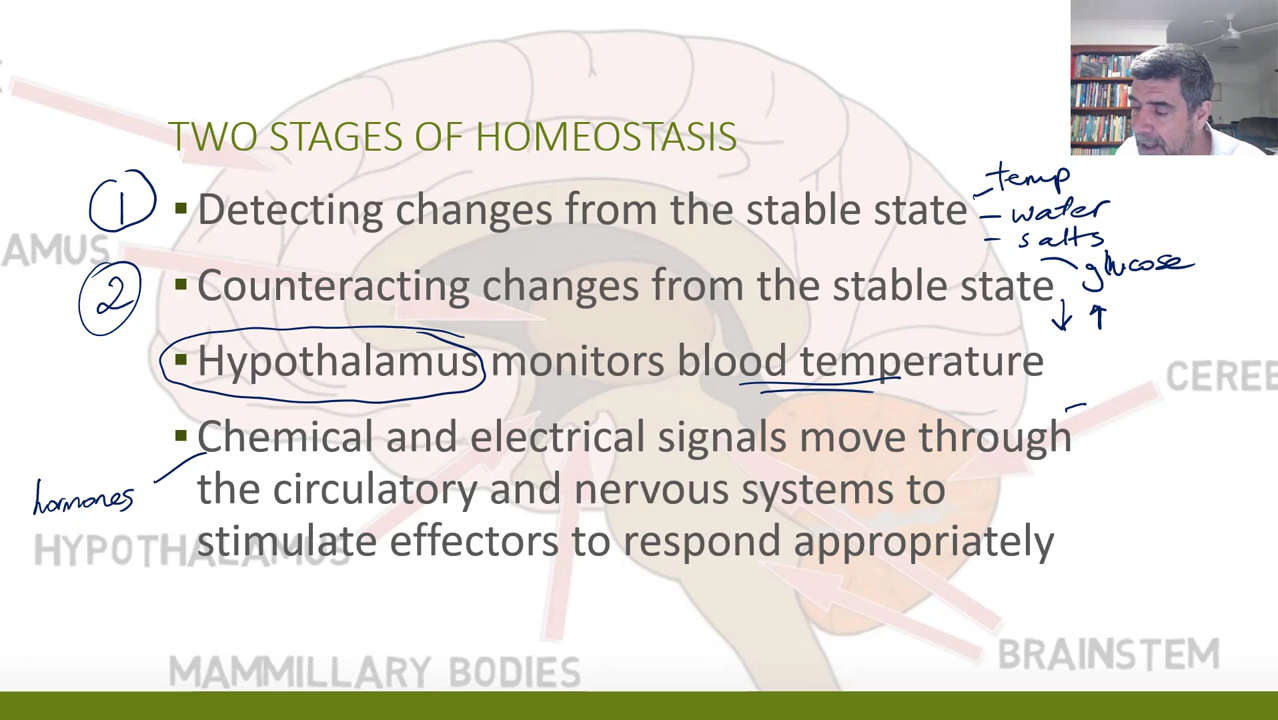 TWO STAGES OF HOMEOSTASIS
1
▪ Detecting changes from the stable state
- temp
- water
- salts
- glucose
2
▪ Counteracting changes from the stable state
↓ ↑
▪ Hypothalamus monitors blood temperature
▪ Chemical and electrical signals move through
the circulatory and nervous systems to
stimulate effectors to respond appropriately
hormones
AMUS
CEREB
HYPOTHALAMUS
BRAINSTEM
MAMMILLARY BODIES